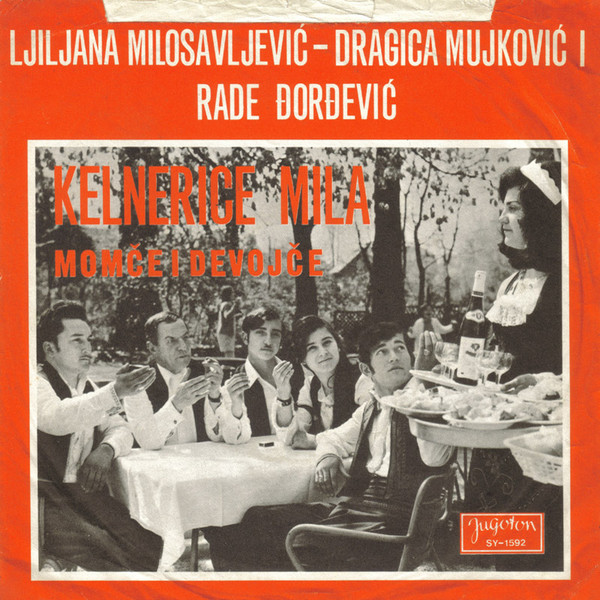 LJILJANA MILOSAVLJEVIĆ – DRAGICA MUJKOVIĆ I
RADE ĐORĐEVIĆ
KELNERICE MILA
MOMČE I DEVOJČE
Jugoton
SY-1592